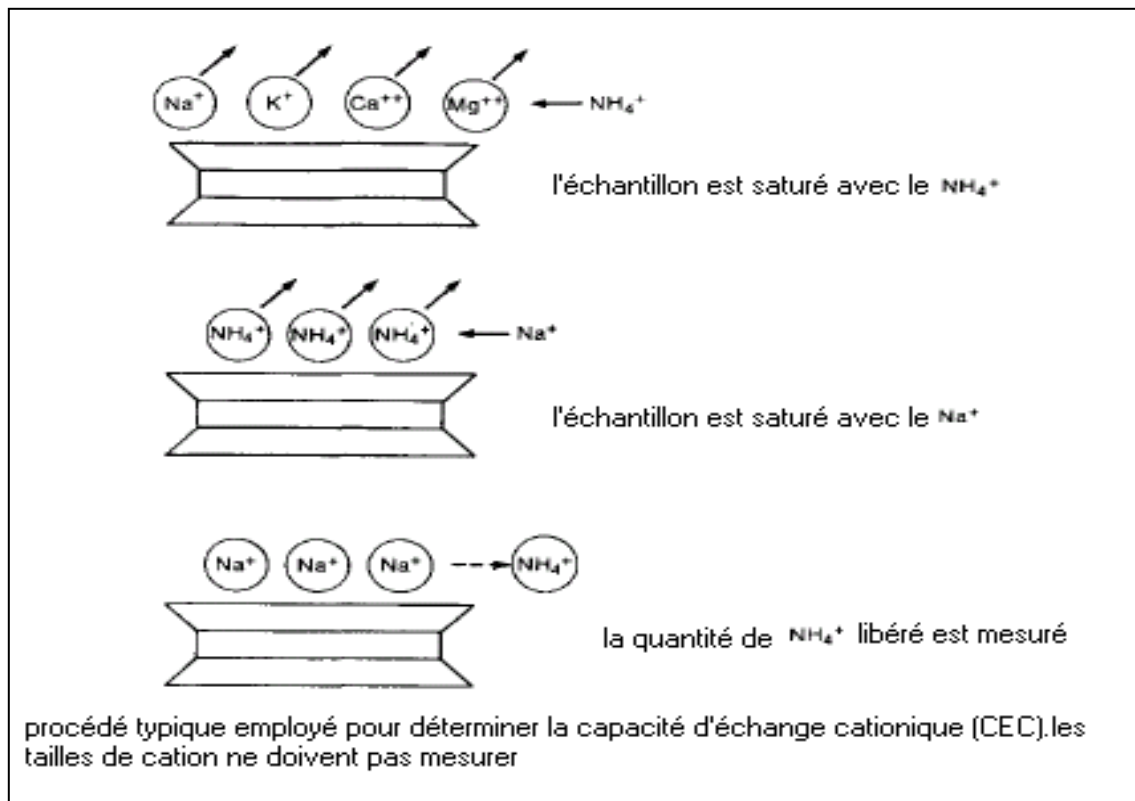 Na⁺ K⁺ Ca⁺⁺ Mg⁺⁺ NH₄⁺
l'échantillon est saturé avec le NH₄⁺
NH₄⁺ NH₄⁺ NH₄⁺ Na⁺
l'échantillon est saturé avec le Na⁺
Na⁺ Na⁺ Na⁺ NH₄⁺
la quantité de NH₄⁺ libéré est mesuré
procédé typique employé pour déterminer la capacité d'échange cationique (CEC).les
tailles de cation ne doivent pas mesurer